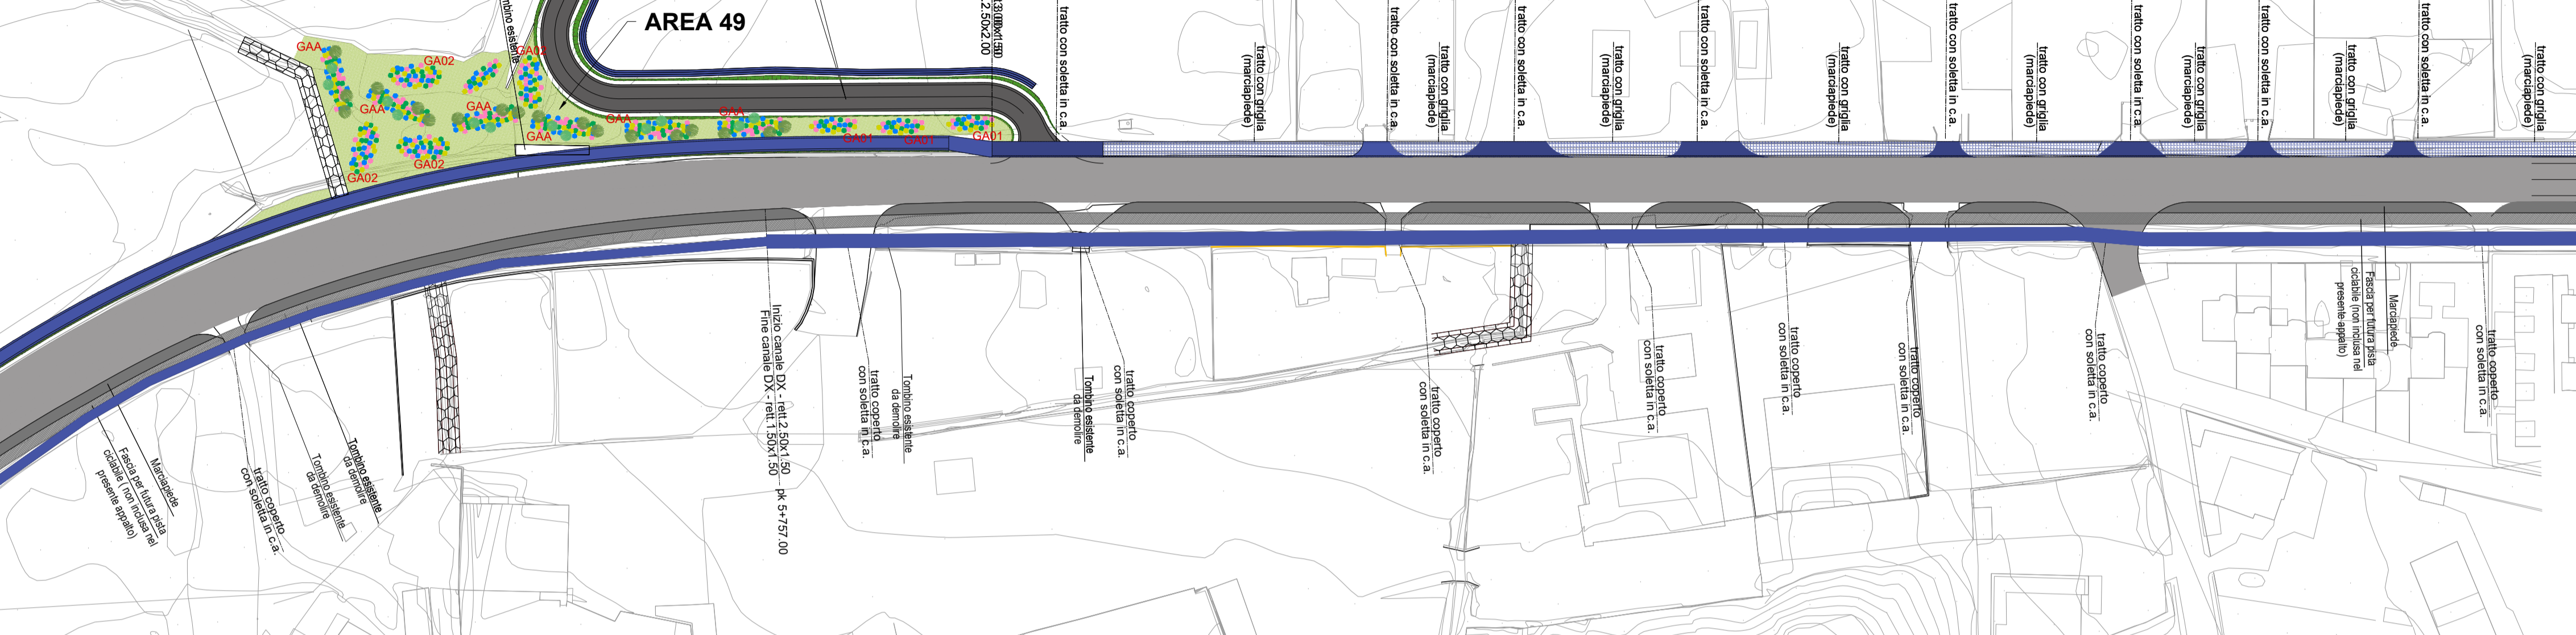 AREA 49
GAA
GA02
GA02
GAA
GAA
GAA
GAA
GAA
GA01
GA01
GA01
GA02
GA02
mbino esistente
2.50x2.00
tratto con soletta in c.a.
tratto con griglia
(marciapiede)
tratto con soletta in c.a.
tratto con griglia
(marciapiede)
tratto con soletta in c.a.
tratto con griglia
(marciapiede)
tratto con soletta in c.a.
tratto con griglia
(marciapiede)
tratto con soletta in c.a.
tratto con griglia
(marciapiede)
tratto con soletta in c.a.
tratto con griglia
(marciapiede)
tratto con soletta in c.a.
tratto con griglia
(marciapiede)
tratto con soletta in c.a.
tratto con griglia
(marciapiede)
Marciapiede
Fascia per futura pista
ciclabile ( non inclusa nel
presente appalto)
tratto coperto
con soletta in c.a.
Tombino esistente
da demolire
Tombino esistente
da demolire
Inizio canale DX - rett.2.50x1.50
Fine canale DX - rett.1.50x1.50 pk 5+757.00
tratto coperto
con soletta in c.a.
Tombino esistente
da demolire
Tombino esistente
da demolire
tratto coperto
con soletta in c.a.
tratto coperto
con soletta in c.a.
tratto coperto
con soletta in c.a.
tratto coperto
con soletta in c.a.
tratto coperto
con soletta in c.a.
tratto coperto
con soletta in c.a.
Marciapiede
Fascia per futura pista
ciclabile (non inclusa nel
presente appalto)
tratto coperto
con soletta in c.a.